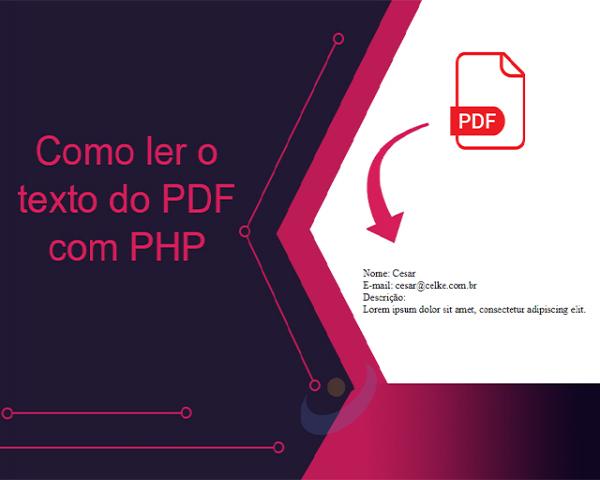 Como ler o
texto do PDF
com PHP
PDF
Nome: Cesar
E-mail: cesar@celke.com.br
Descrição:
Lorem ipsum dolor sit amet, consectetur adipiscing elit.